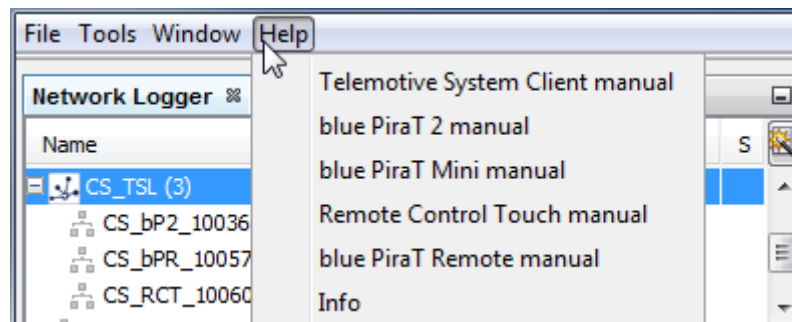 File Tools Window Help
Network Logger
Telemotive System Client manual
Name
blue PiraT 2 manual
S
blue PiraT Mini manual
CS_TSL (3)
Remote Control Touch manual
CS_bP2_10036
blue PiraT Remote manual
CS_bPR_10057
Info
CS_RCT_10060